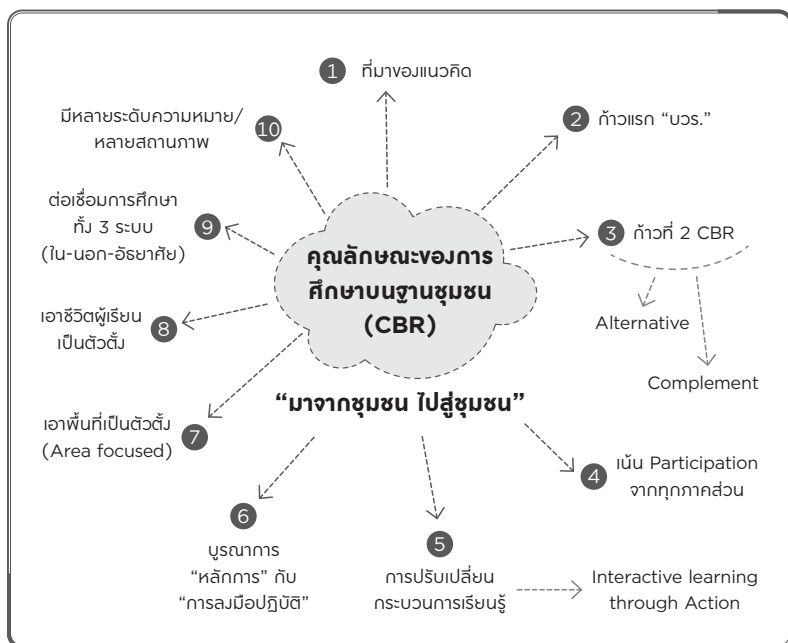 คุณลักษณะของการ
ศึกษาบนฐานชุมชน
(CBR)
“มาจากชุมชน ไปสู่ชุมชน”
1 ที่มาของแนวคิด
2 ก้าวแรก “บวร.”
3 ก้าวที่ 2 CBR
Alternative
Complement
4 เน้น Participation
จากทุกภาคส่วน
5
การปรับเปลี่ยน
กระบวนการเรียนรู้
Interactive learning
through Action
6
บูรณาการ
“หลักการ” กับ
“การลงมือปฏิบัติ”
เอาพื้นที่เป็นตัวตั้ง 7
(Area focused)
เอาชีวิตผู้เรียน 8
เป็นตัวตั้ง
ต่อเชื่อมการศึกษา
ทั้ง 3 ระบบ 9
(ใน-นอก-อัธยาศัย)
มีหลายระดับความหมาย/ 10
หลายสถานภาพ